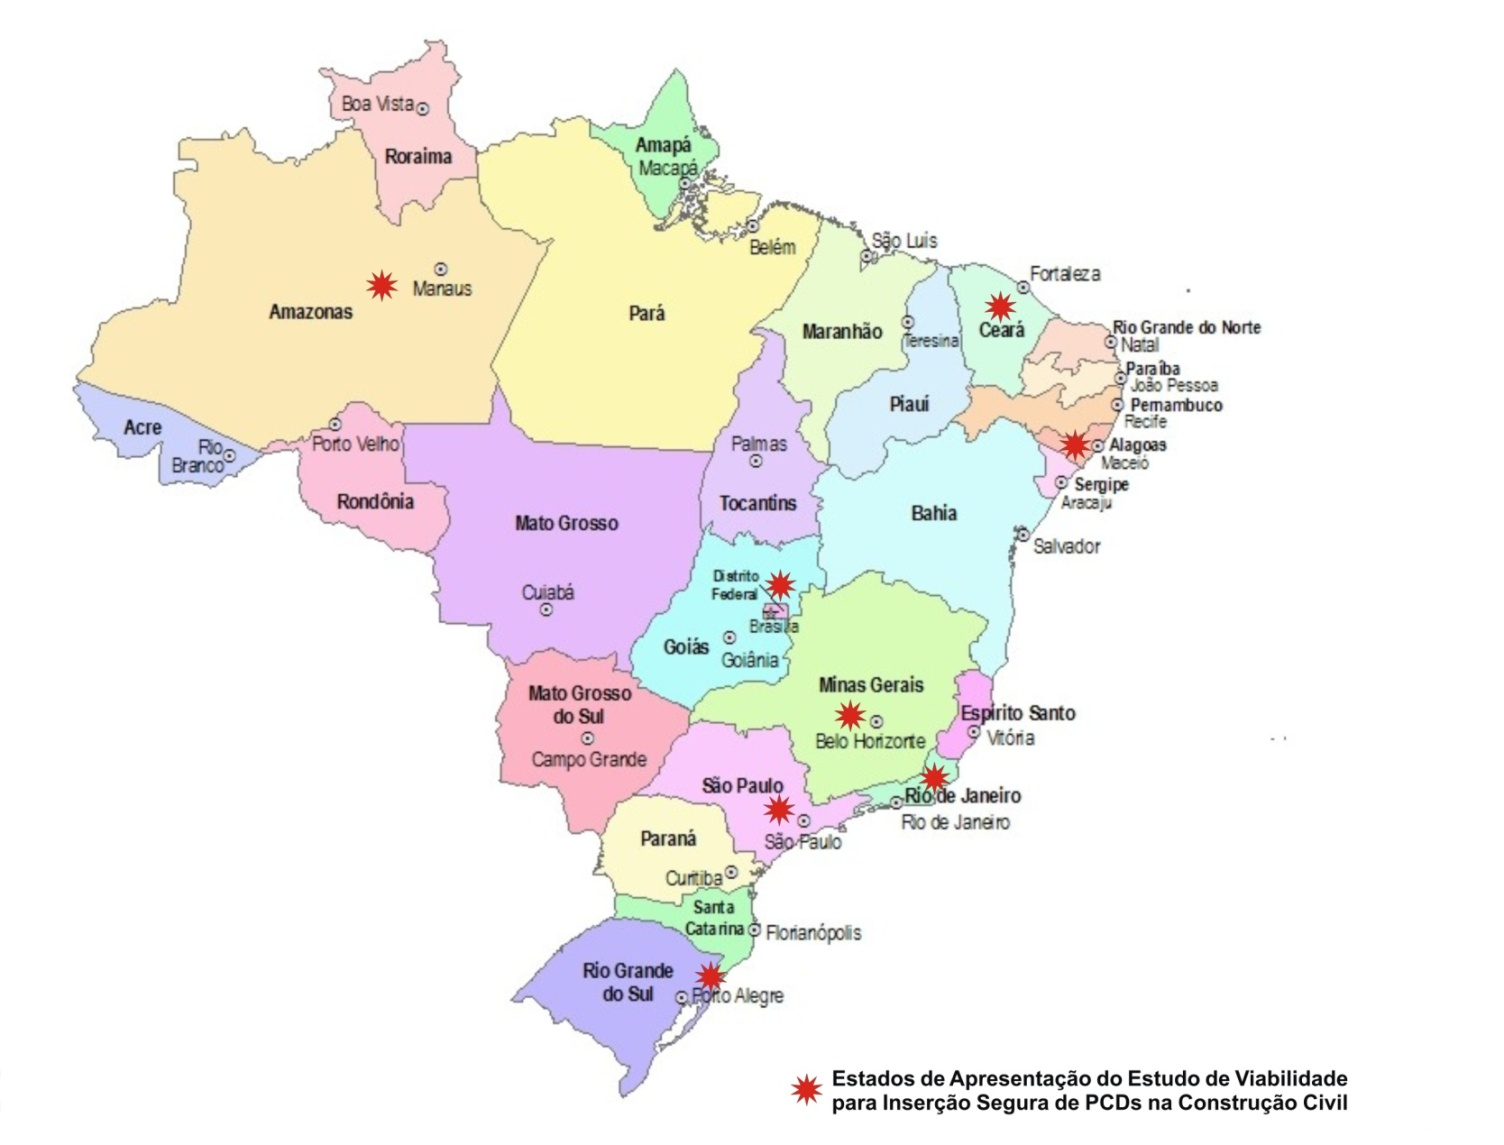 Boa Vista
Roraima
Amapá
Macapá
Belém
São Luís
Fortaleza
Manaus
Amazonas
Pará
Maranhão
Teresina
Ceará
Rio Grande do Norte
Natal
Paraíba
João Pessoa
Piauí
Pernambuco
Recife
Acre
Rio
Branco
Porto Velho
Palmas
Alagoas
Maceió
Sergipe
Aracaju
Rondônia
Mato Grosso
Tocantins
Bahia
Salvador
Cuiabá
Distrito
Federal
Brasília
Goiás
Goiânia
Mato Grosso
do Sul
Campo Grande
Minas Gerais
Belo Horizonte
Espírito Santo
Vitória
São Paulo
São Paulo
Rio de Janeiro
Rio de Janeiro
Paraná
Curitiba
Santa
Catarina
Florianópolis
Rio Grande
do Sul
Porto Alegre
Estados de Apresentação do Estudo de Viabilidade
para Inserção Segura de PCDs na Construção Civil